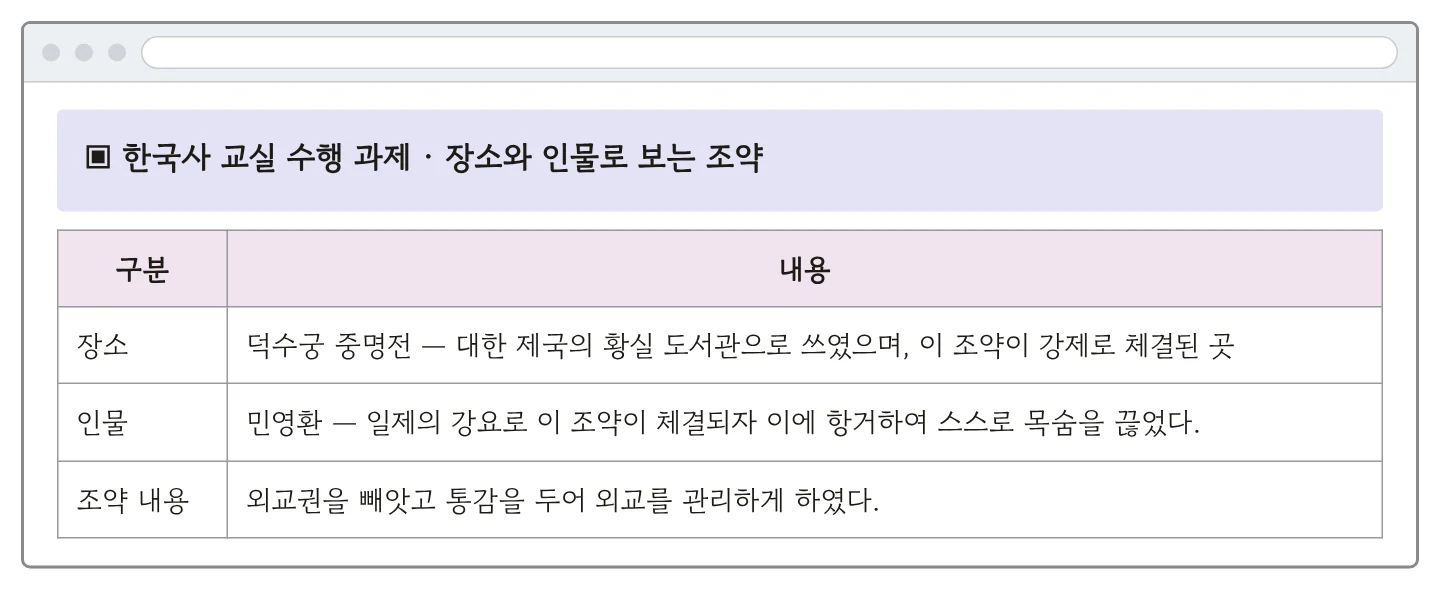 ▣ 한국사 교실 수행 과제 · 장소와 인물로 보는 조약
구분 내용
장소 덕수궁 중명전 — 대한 제국의 황실 도서관으로 쓰였으며, 이 조약이 강제로 체결된 곳
인물 민영환 — 일제의 강요로 이 조약이 체결되자 이에 항거하여 스스로 목숨을 끊었다.
조약 내용 외교권을 빼앗고 통감을 두어 외교를 관리하게 하였다.